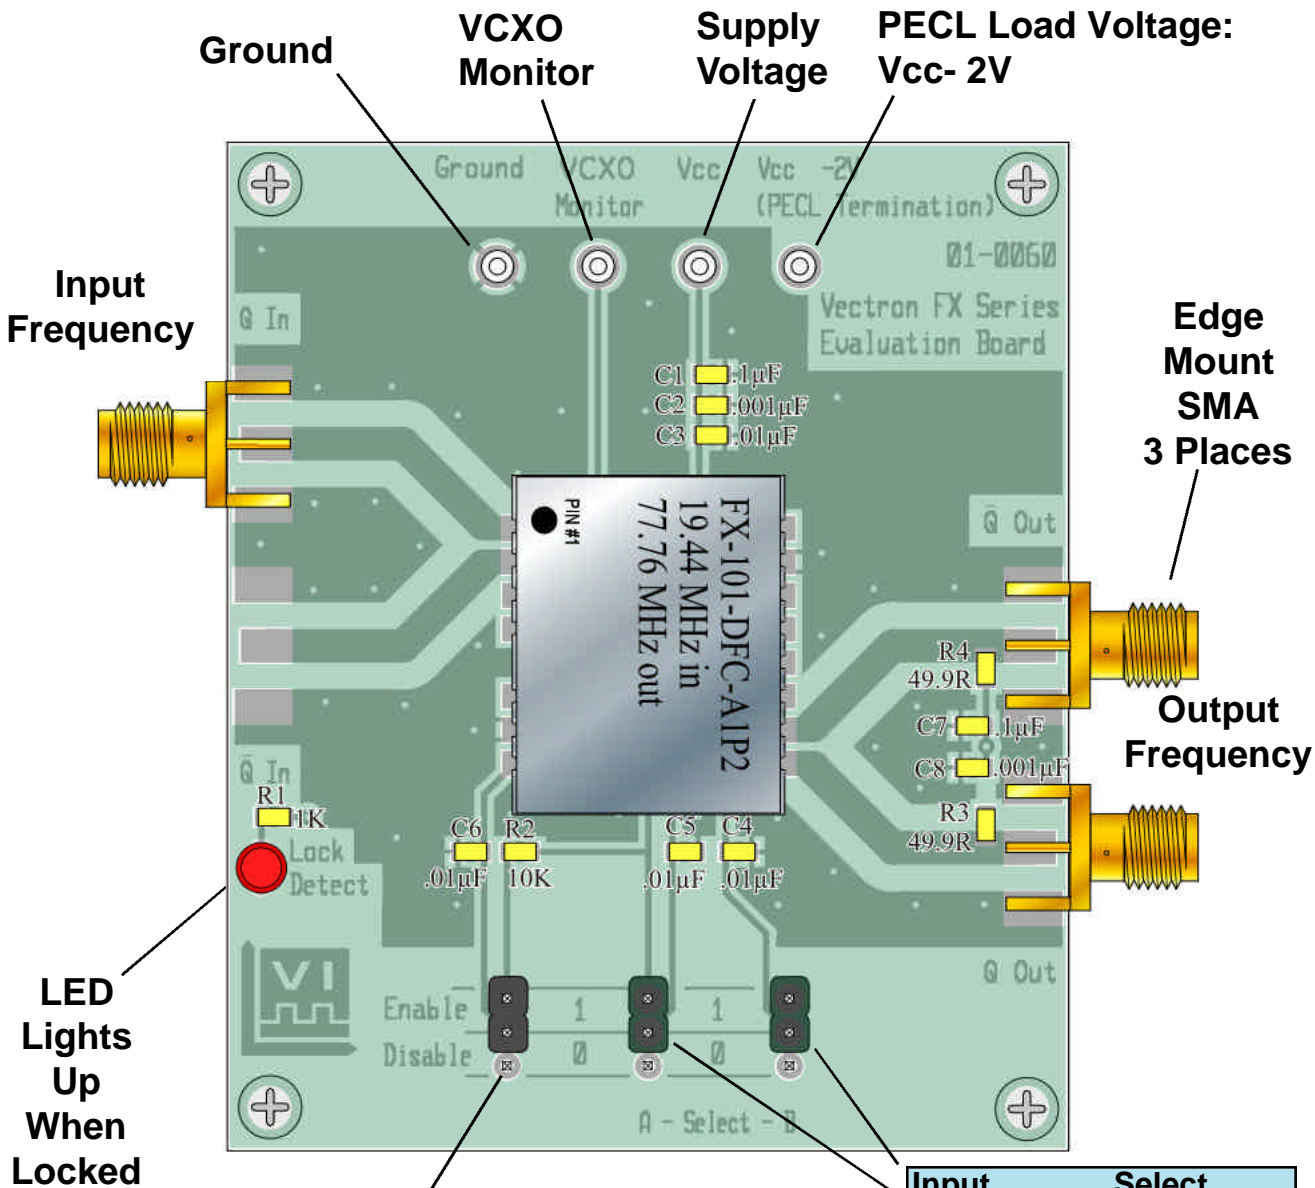 Ground
VCXO
Monitor
Supply
Voltage
PECL Load Voltage:
Vcc- 2V
Ground VCXO Vcc Vcc -2V
Monitor (PECL Termination)
01-0060
Vectron FX Series
Evaluation Board
Input
Frequency
Q In
Edge
Mount
SMA
3 Places
C1 .1µF
C2 .001µF
C3 .01µF
PIN #1
FX-101-DFC-A1P2
19.44 MHz in
77.76 MHz out
Q̄ Out
R4
49.9R
C7 .1µF
C8 .001µF
R3
49.9R
Output
Frequency
Q̄ In
R1
1K
Lock
Detect
C6 R2 C5 C4
.01µF 10K .01µF .01µF
Q Out
VI
LED
Lights
Up
When
Locked
Enable 1 1
Disable 0 0
A - Select - B
Input Select